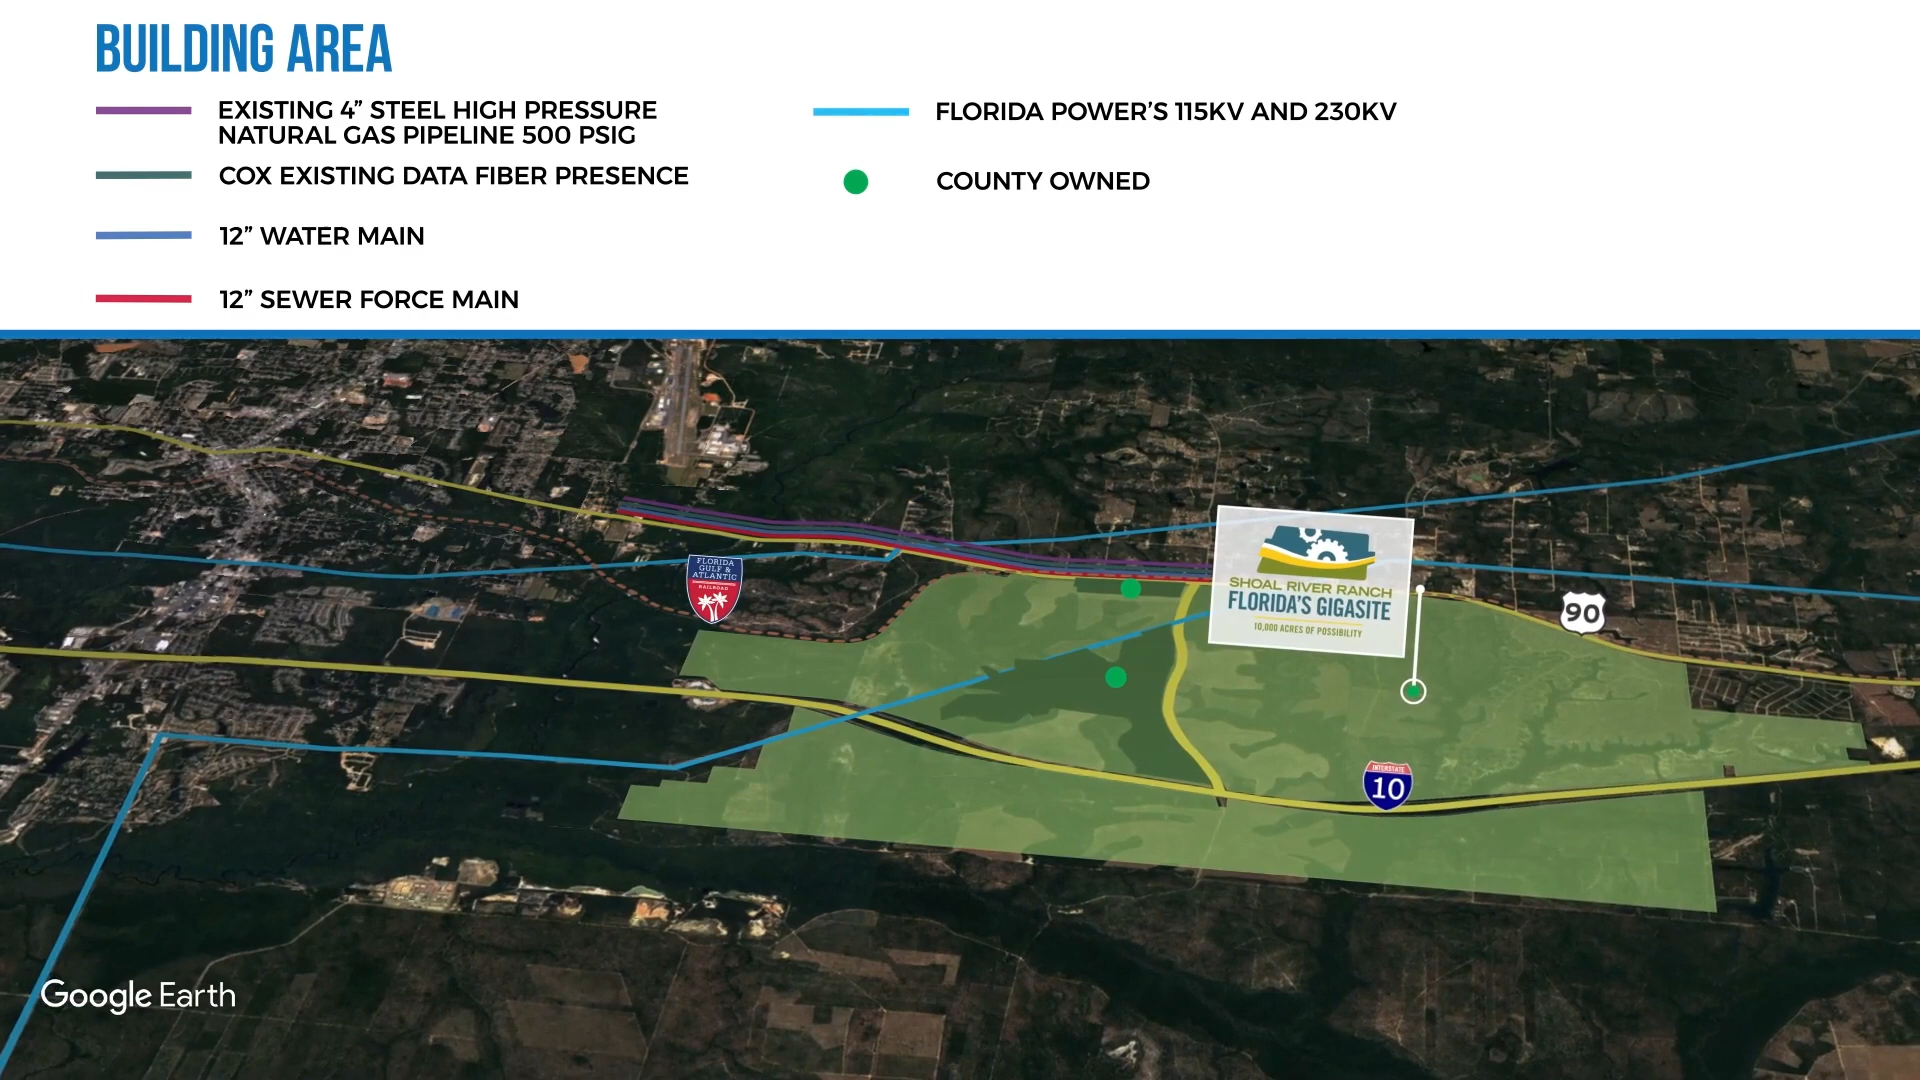 BUILDING AREA
EXISTING 4” STEEL HIGH PRESSURE
NATURAL GAS PIPELINE 500 PSIG
COX EXISTING DATA FIBER PRESENCE
12” WATER MAIN
12” SEWER FORCE MAIN
FLORIDA POWER’S 115KV AND 230KV
COUNTY OWNED
FLORIDA
GULF &
ATLANTIC
RAILROAD
SHOAL RIVER RANCH
FLORIDA'S GIGASITE
10,000 ACRES OF POSSIBILITY
90
INTERSTATE
10
Google Earth